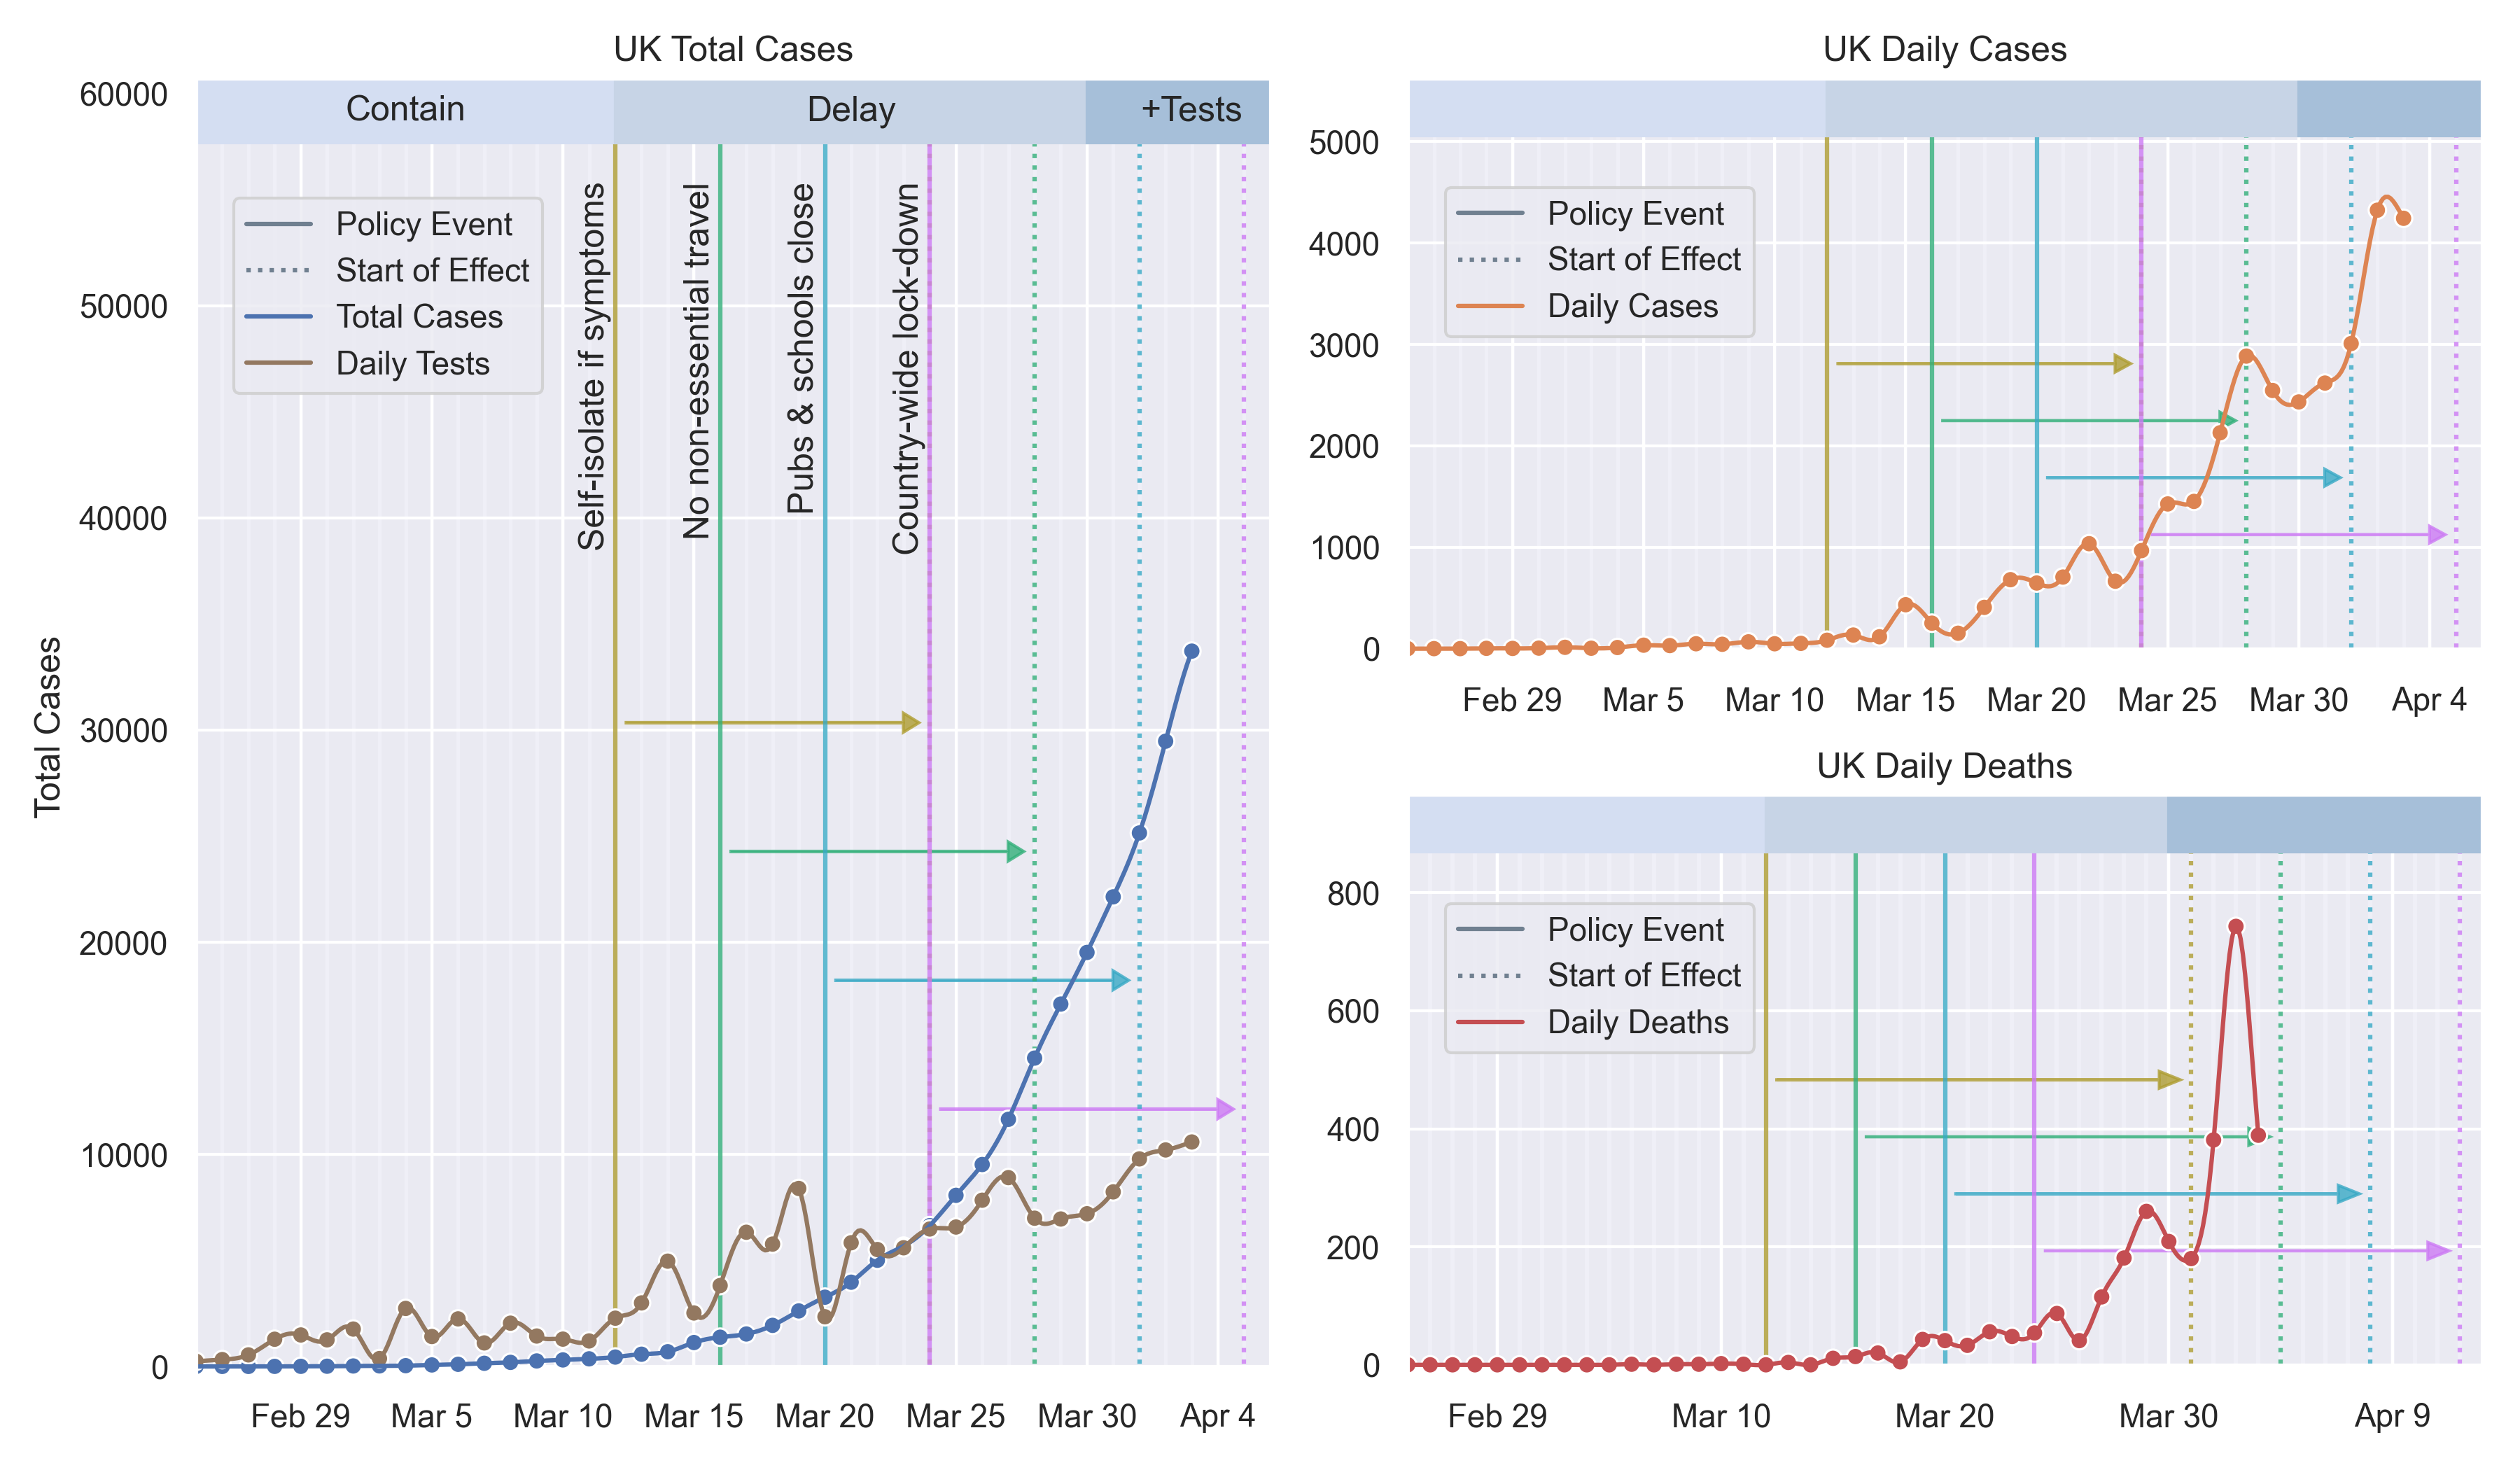 UK Total Cases
60000
50000
40000
30000
20000
10000
0
Total Cases
Contain
Delay
+Tests
Policy Event
Start of Effect
Total Cases
Daily Tests
Self-isolate if symptoms
No non-essential travel
Pubs & schools close
Country-wide lock-down
Feb 29
Mar 5
Mar 10
Mar 15
Mar 20
Mar 25
Mar 30
Apr 4
UK Daily Cases
5000
4000
3000
2000
1000
0
Policy Event
Start of Effect
Daily Cases
Feb 29
Mar 5
Mar 10
Mar 15
Mar 20
Mar 25
Mar 30
Apr 4
UK Daily Deaths
800
600
400
200
0
Policy Event
Start of Effect
Daily Deaths
Feb 29
Mar 10
Mar 20
Mar 30
Apr 9